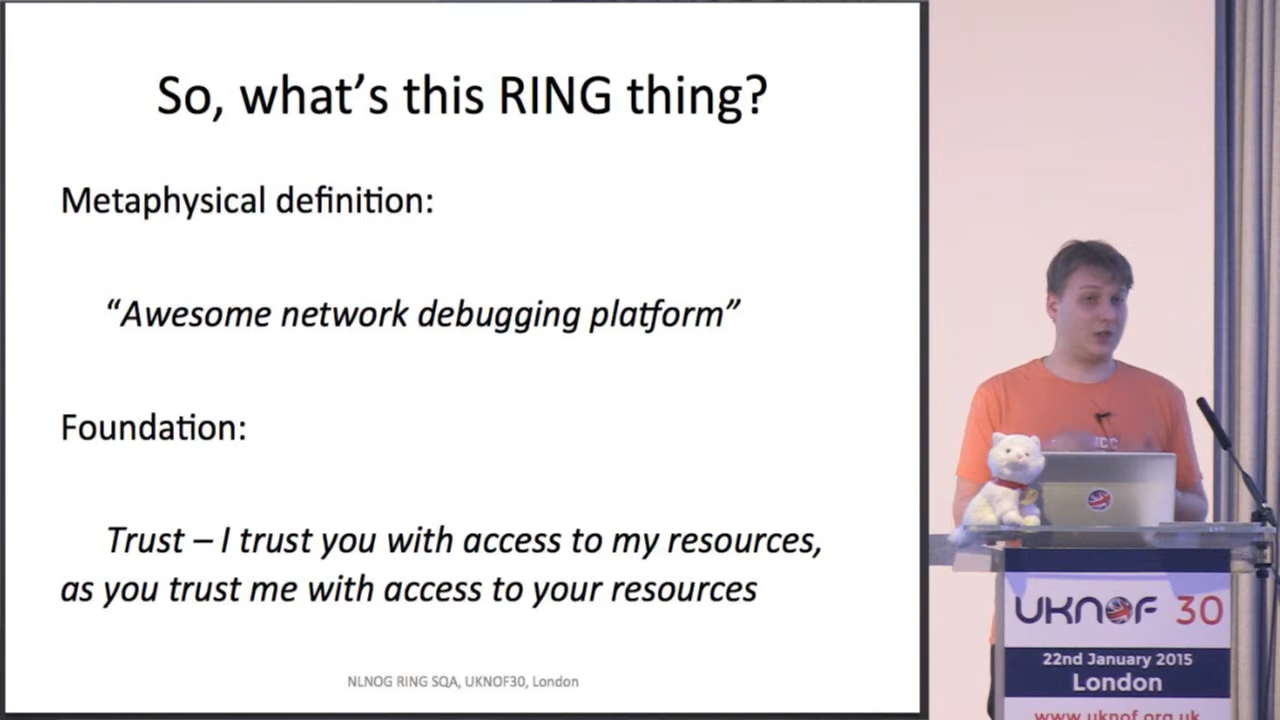 So, what's this RING thing?
Metaphysical definition:
“Awesome network debugging platform”
Foundation:
Trust – I trust you with access to my resources,
as you trust me with access to your resources
NLNOG RING SQA, UKNOF30, London
UKNOF 30
22nd January 2015
London
www.uknof.org.uk